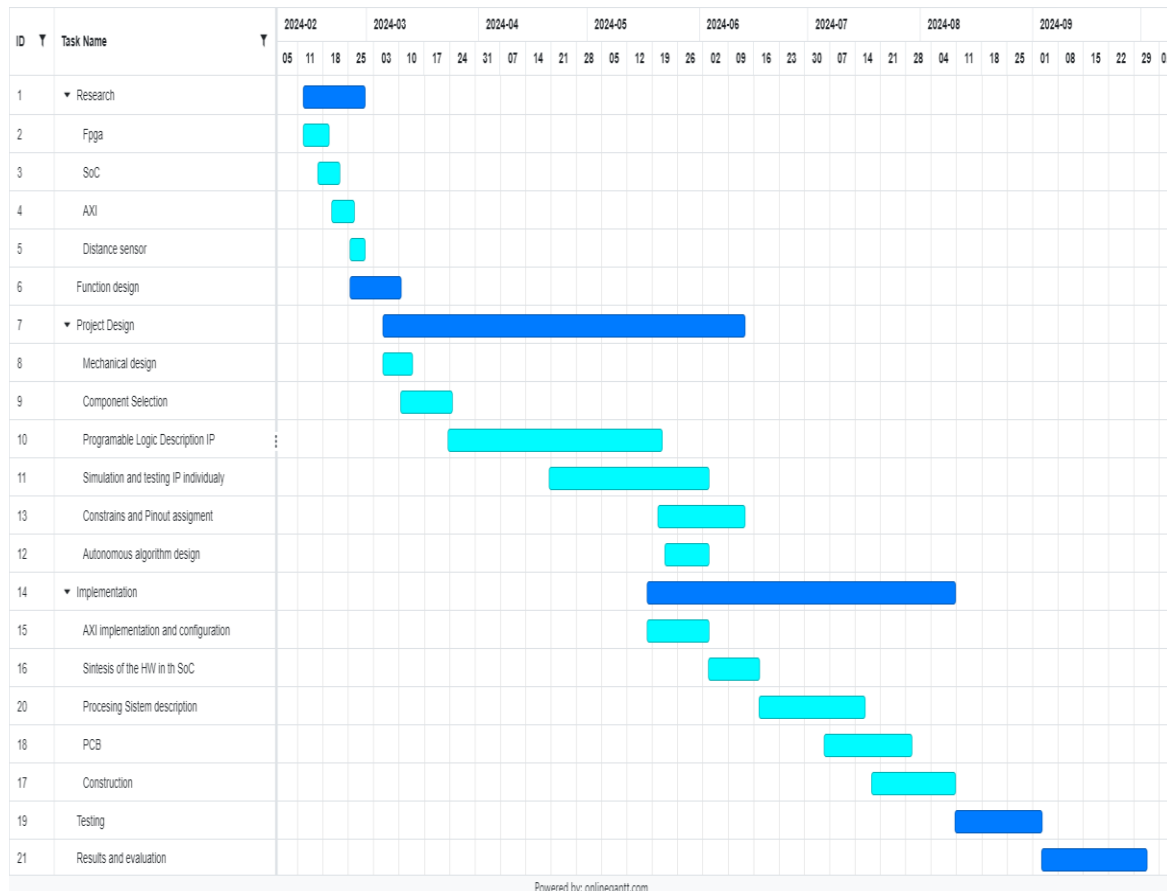 2024-02 2024-03 2024-04 2024-05 2024-06 2024-07 2024-08 2024-09
ID Task Name
05 11 18 25 03 10 17 24 31 07 14 21 28 05 12 19 26 02 09 16 23 30 07 14 21 28 04 11 18 25 01 08 15 22 29
1 Research
2 Fpga
3 SoC
4 AXI
5 Distance sensor
6 Function design
7 Project Design
8 Mechanical design
9 Component Selection
10 Programable Logic Description IP
11 Simulation and testing IP individualy
13 Constrains and Pinout assigment
12 Autonomous algorithm design
14 Implementation
15 AXI implementation and configuration
16 Sintesis of the HW in th SoC
20 Procesing Sistem description
18 PCB
17 Construction
19 Testing
21 Results and evaluation
Powered by: onlinegantt.com